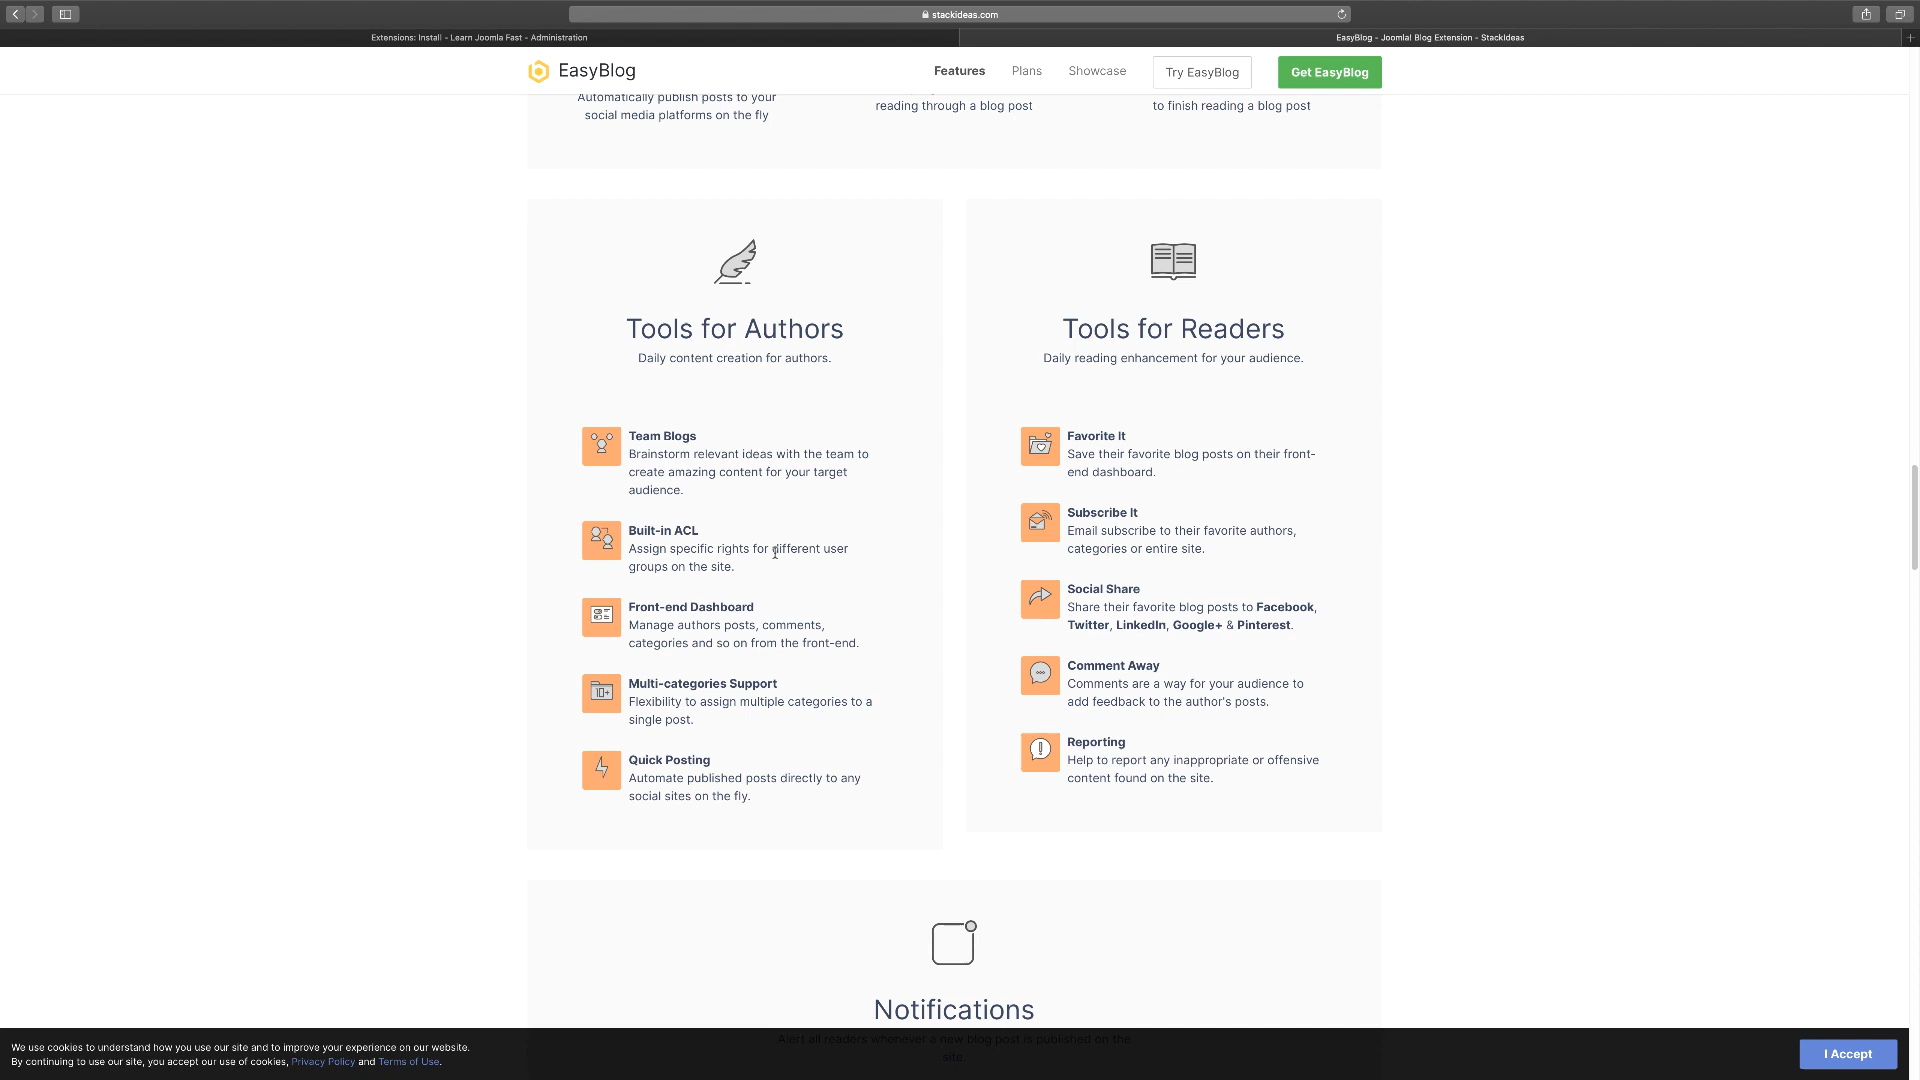 stackideas.com
Extensions: Install - Learn Joomla Fast - Administration
EasyBlog - Joomla! Blog Extension - StackIdeas
EasyBlog
Features
Plans
Showcase
Try EasyBlog
Get EasyBlog
Automatically publish posts to your
social media platforms on the fly
reading through a blog post
to finish reading a blog post
Tools for Authors
Daily content creation for authors.
Team Blogs
Brainstorm relevant ideas with the team to
create amazing content for your target
audience.
Built-in ACL
Assign specific rights for different user
groups on the site.
Front-end Dashboard
Manage authors posts, comments,
categories and so on from the front-end.
Multi-categories Support
Flexibility to assign multiple categories to a
single post.
Quick Posting
Automate published posts directly to any
social sites on the fly.
Tools for Readers
Daily reading enhancement for your audience.
Favorite It
Save their favorite blog posts on their front-
end dashboard.
Subscribe It
Email subscribe to their favorite authors,
categories or entire site.
Social Share
Share their favorite blog posts to Facebook,
Twitter, LinkedIn, Google+ & Pinterest.
Comment Away
Comments are a way for your audience to
add feedback to the author's posts.
Reporting
Help to report any inappropriate or offensive
content found on the site.
Notifications
Alert all readers whenever a new blog post is published on the
site.
We use cookies to understand how you use our site and to improve your experience on our website.
By continuing to use our site, you accept our use of cookies, Privacy Policy and Terms of Use.
I Accept